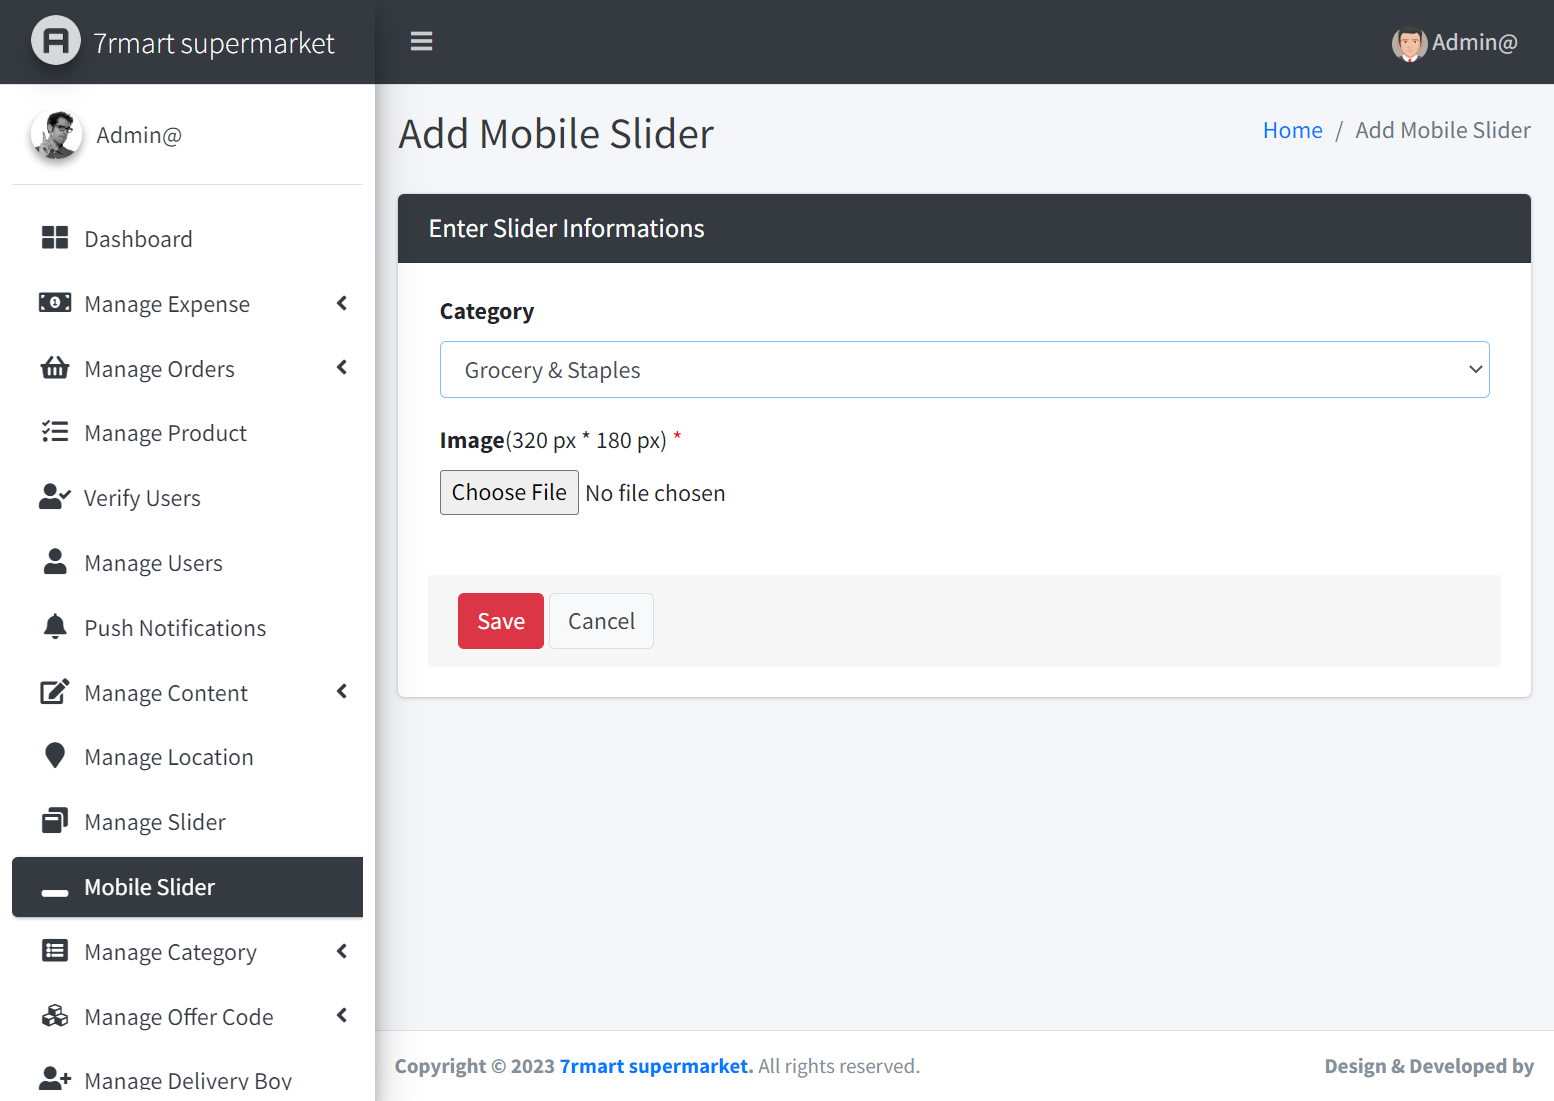 7rmart supermarket
Admin@
Admin@
Dashboard
Manage Expense
Manage Orders
Manage Product
Verify Users
Manage Users
Push Notifications
Manage Content
Manage Location
Manage Slider
Mobile Slider
Manage Category
Manage Offer Code
Manage Delivery Boy
Add Mobile Slider
Home / Add Mobile Slider
Enter Slider Informations
Category
Grocery & Staples
Image(320 px * 180 px) *
Choose File No file chosen
Save Cancel
Copyright © 2023 7rmart supermarket. All rights reserved.
Design & Developed by